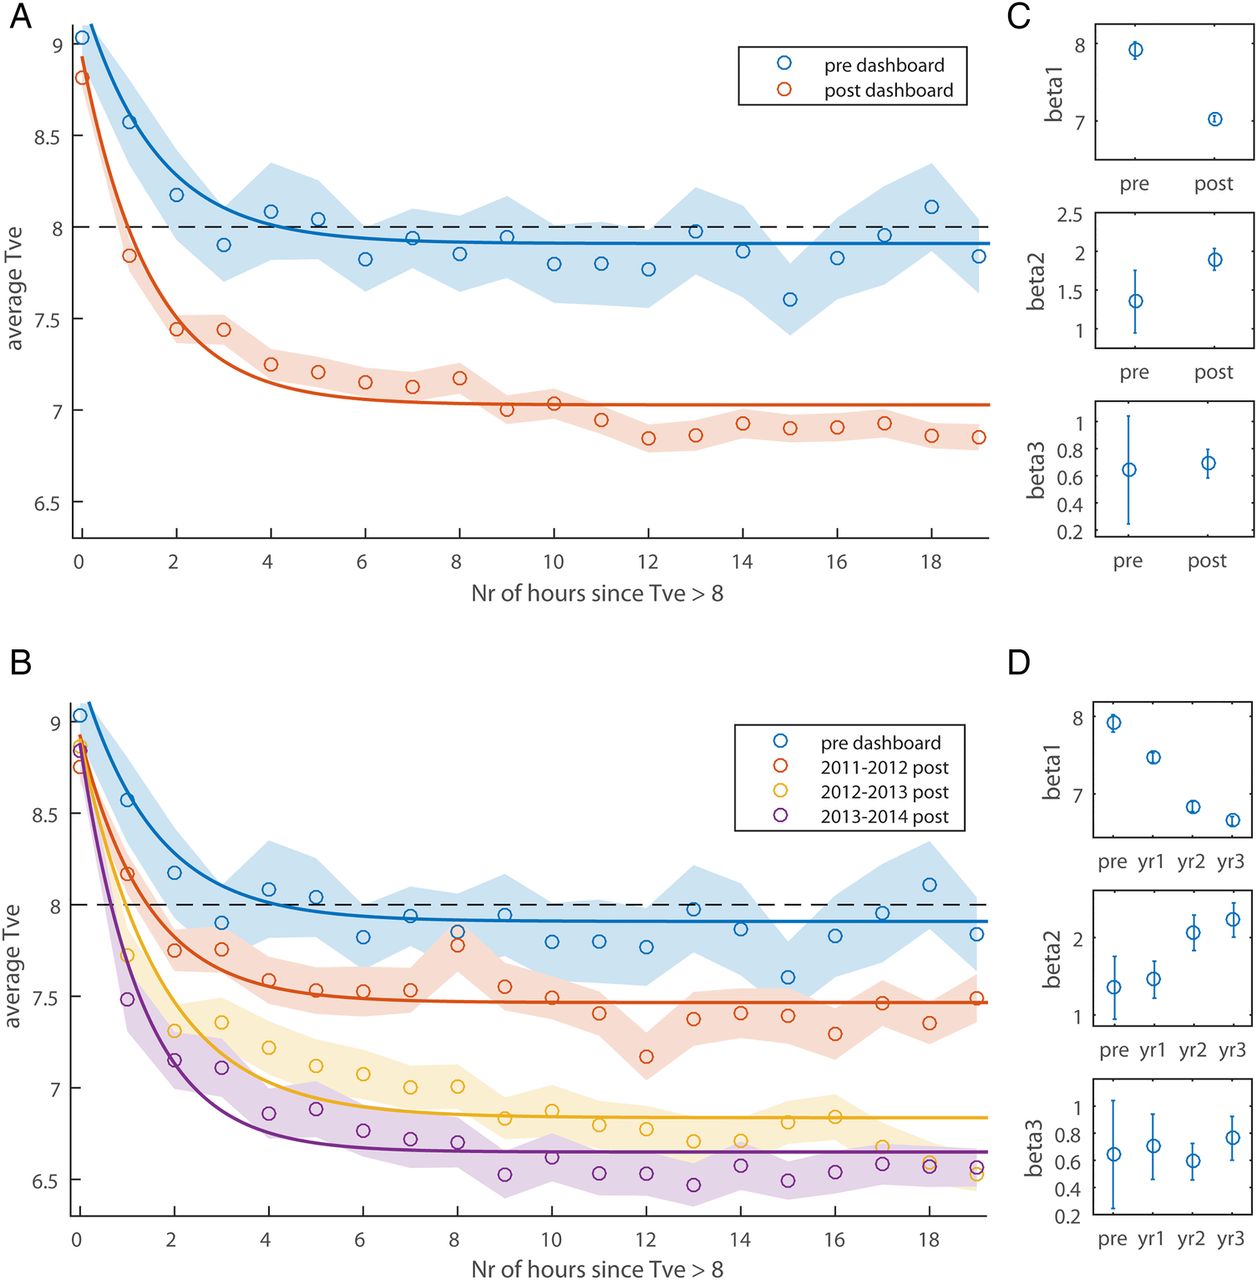 A
9
8.5
8
7.5
7
6.5
average Tve
pre dashboard
post dashboard
0 2 4 6 8 10 12 14 16 18
Nr of hours since Tve > 8
C
8
7
beta1
pre post
2.5
2
1.5
1
beta2
pre post
1
0.8
0.6
0.4
0.2
beta3
pre post
B
9
8.5
8
7.5
7
6.5
average Tve
pre dashboard
2011-2012 post
2012-2013 post
2013-2014 post
0 2 4 6 8 10 12 14 16 18
Nr of hours since Tve > 8
D
8
7
beta1
pre yr1 yr2 yr3
2
1
beta2
pre yr1 yr2 yr3
1
0.8
0.6
0.4
0.2
beta3
pre yr1 yr2 yr3